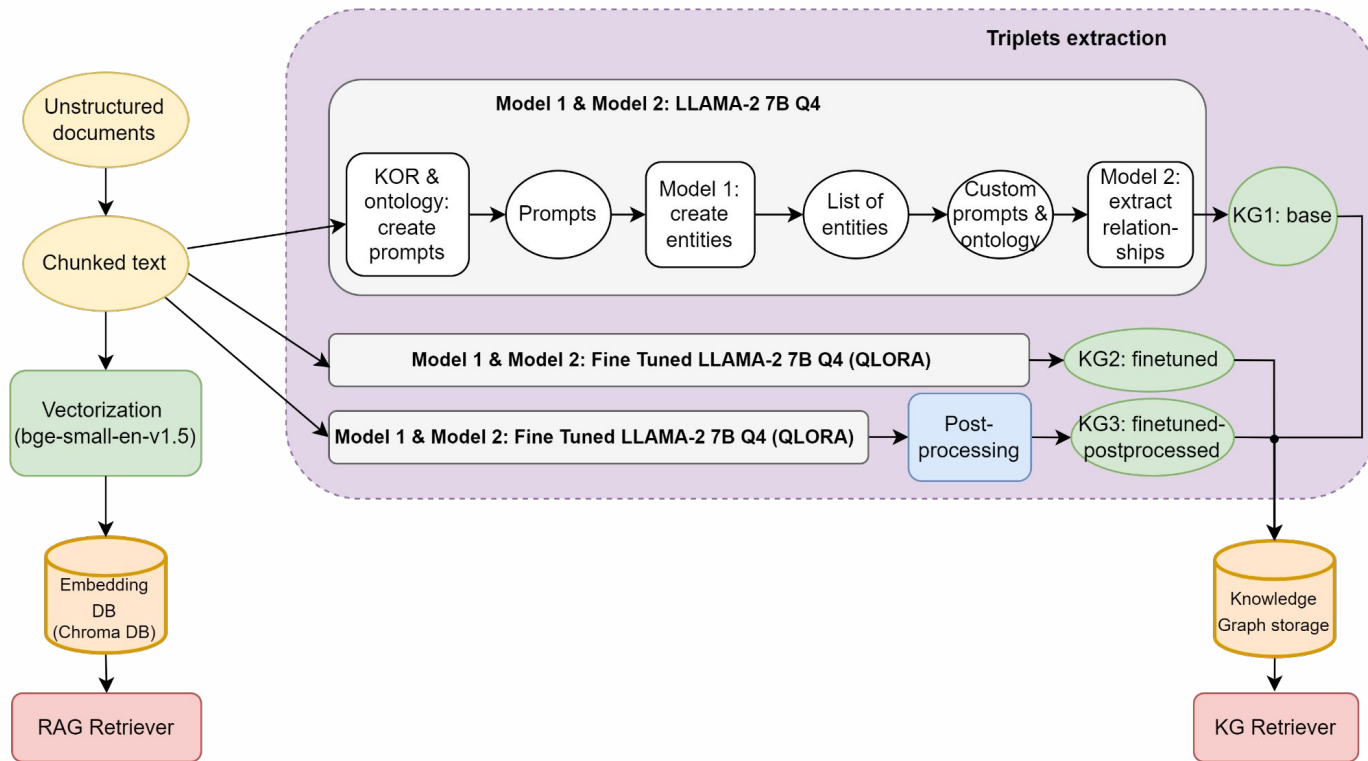 Triplets extraction
Unstructured
documents
Model 1 & Model 2: LLAMA-2 7B Q4
KOR &
ontology:
create
prompts
Prompts
Model 1:
create
entities
List of
entities
Custom
prompts &
ontology
Model 2:
extract
relation-
ships
KG1: base
Chunked text
Model 1 & Model 2: Fine Tuned LLAMA-2 7B Q4 (QLORA)
KG2: finetuned
Vectorization
(bge-small-en-v1.5)
Model 1 & Model 2: Fine Tuned LLAMA-2 7B Q4 (QLORA)
Post-
processing
KG3: finetuned-
postprocessed
Embedding
DB
(Chroma DB)
Knowledge
Graph storage
RAG Retriever
KG Retriever